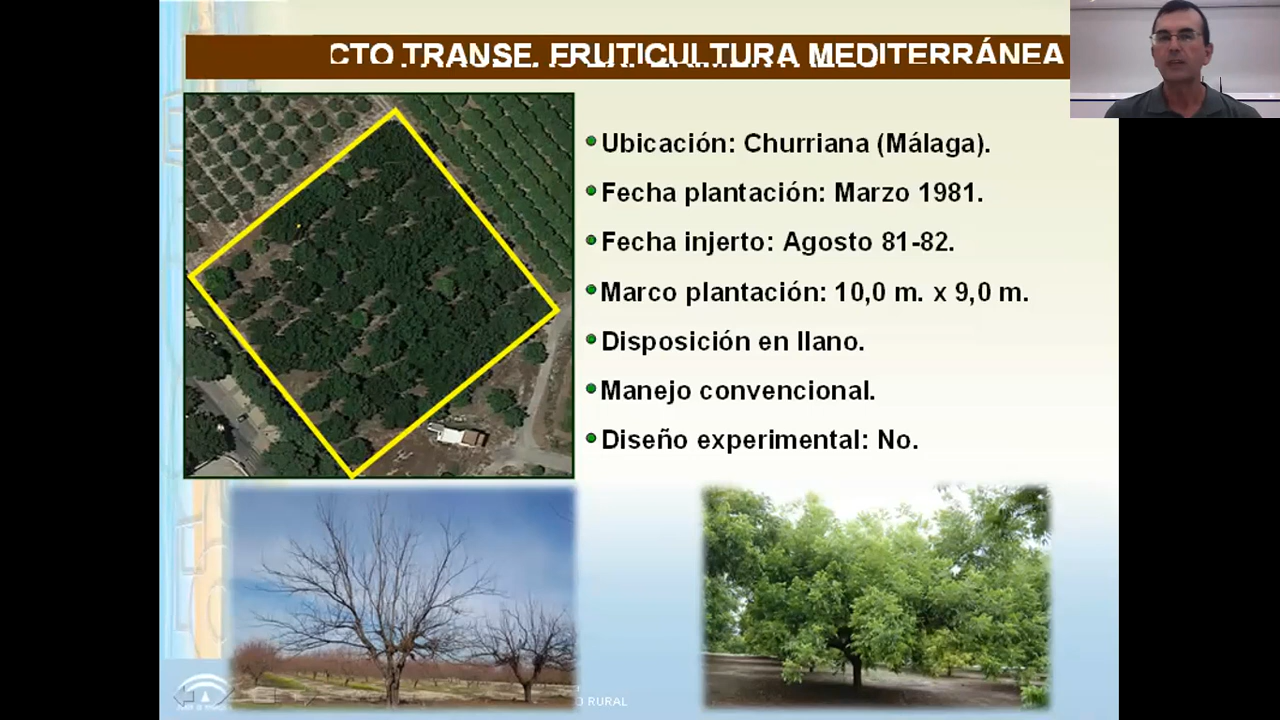 CTO TRANSF. FRUTICULTURA MEDITERRÁNEA
Ubicación: Churriana (Málaga).
Fecha plantación: Marzo 1981.
Fecha injerto: Agosto 81-82.
Marco plantación: 10,0 m. x 9,0 m.
Disposición en llano.
Manejo convencional.
Diseño experimental: No.
RURAL